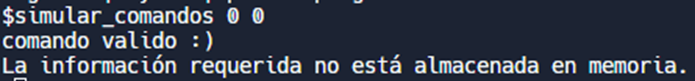 $simular_comandos 0 0
comando valido :)
La información requerida no está almacenada en memoria.